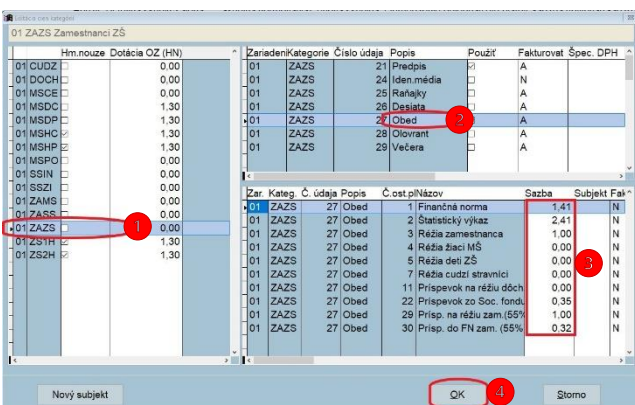 01 ZAZS Zamestnanci ZŠ
Hm.nouze Dotácia OZ (HN)
01 CUDZ 0,00
01 DOCH 0,00
01 MSCE 0,00
01 MSDC 1,30
01 MSDP 1,30
01 MSHC 1,30
01 MSHP 1,30
01 MSPO 0,00
01 SSIN 0,00
01 SSZI 0,00
01 ZAMS 0,00
01 ZASS 0,00
01 ZAZS 0,00
01 ZS1H 1,30
01 ZS2H 1,30
1
Zariadeni Kategorie Číslo údaja Popis Použiť Fakturovat Špec. DPH
01 ZAZS 21 Predpis A
01 ZAZS 24 Iden.média N
01 ZAZS 25 Raňajky A
01 ZAZS 26 Desiata A
01 ZAZS 27 Obed A
01 ZAZS 28 Olovrant A
01 ZAZS 29 Večera A
2
Zar. Kateg. Č. údaja Popis Č.ost.pl Názov Sazba Subjekt Fak
01 ZAZS 27 Obed 1 Finančná norma 1,41 N
01 ZAZS 27 Obed 2 Štatistický výkaz 2,41 N
01 ZAZS 27 Obed 3 Réžia zamestnanca 1,00 N
01 ZAZS 27 Obed 4 Réžia žiaci MŠ 0,00 N
01 ZAZS 27 Obed 5 Réžia deti ZŠ 0,00 N
01 ZAZS 27 Obed 7 Réžia cudzí stravníci 0,00 N
01 ZAZS 27 Obed 11 Príspevok na réžiu dôch 0,00 N
01 ZAZS 27 Obed 22 Príspevok zo Soc. fondu 0,35 N
01 ZAZS 27 Obed 29 Prísp. na réžiu zam.(55% 1,00 N
01 ZAZS 27 Obed 30 Prísp. do FN zam. (55% 0,32 N
3
Nový subjekt
OK
4
Storno